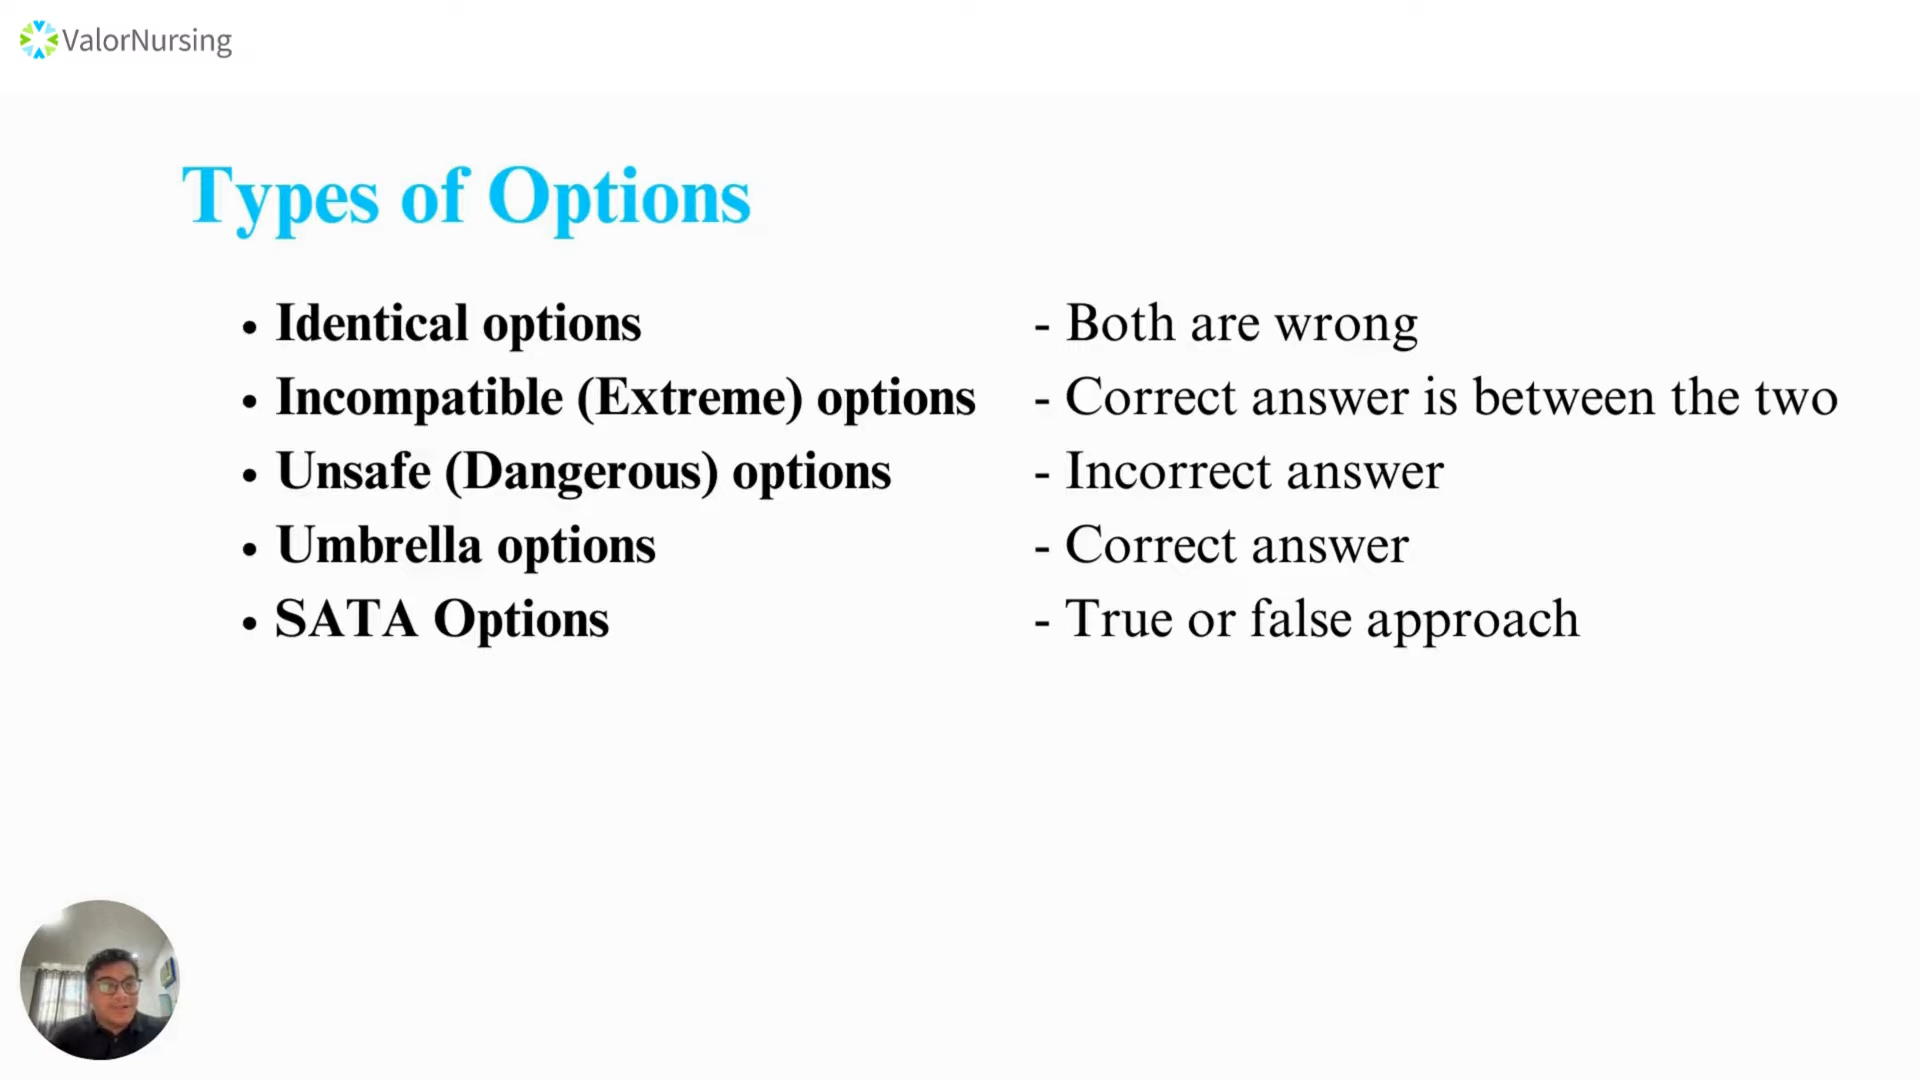 ValorNursing
Types of Options
• Identical options - Both are wrong
• Incompatible (Extreme) options - Correct answer is between the two
• Unsafe (Dangerous) options - Incorrect answer
• Umbrella options - Correct answer
• SATA Options - True or false approach